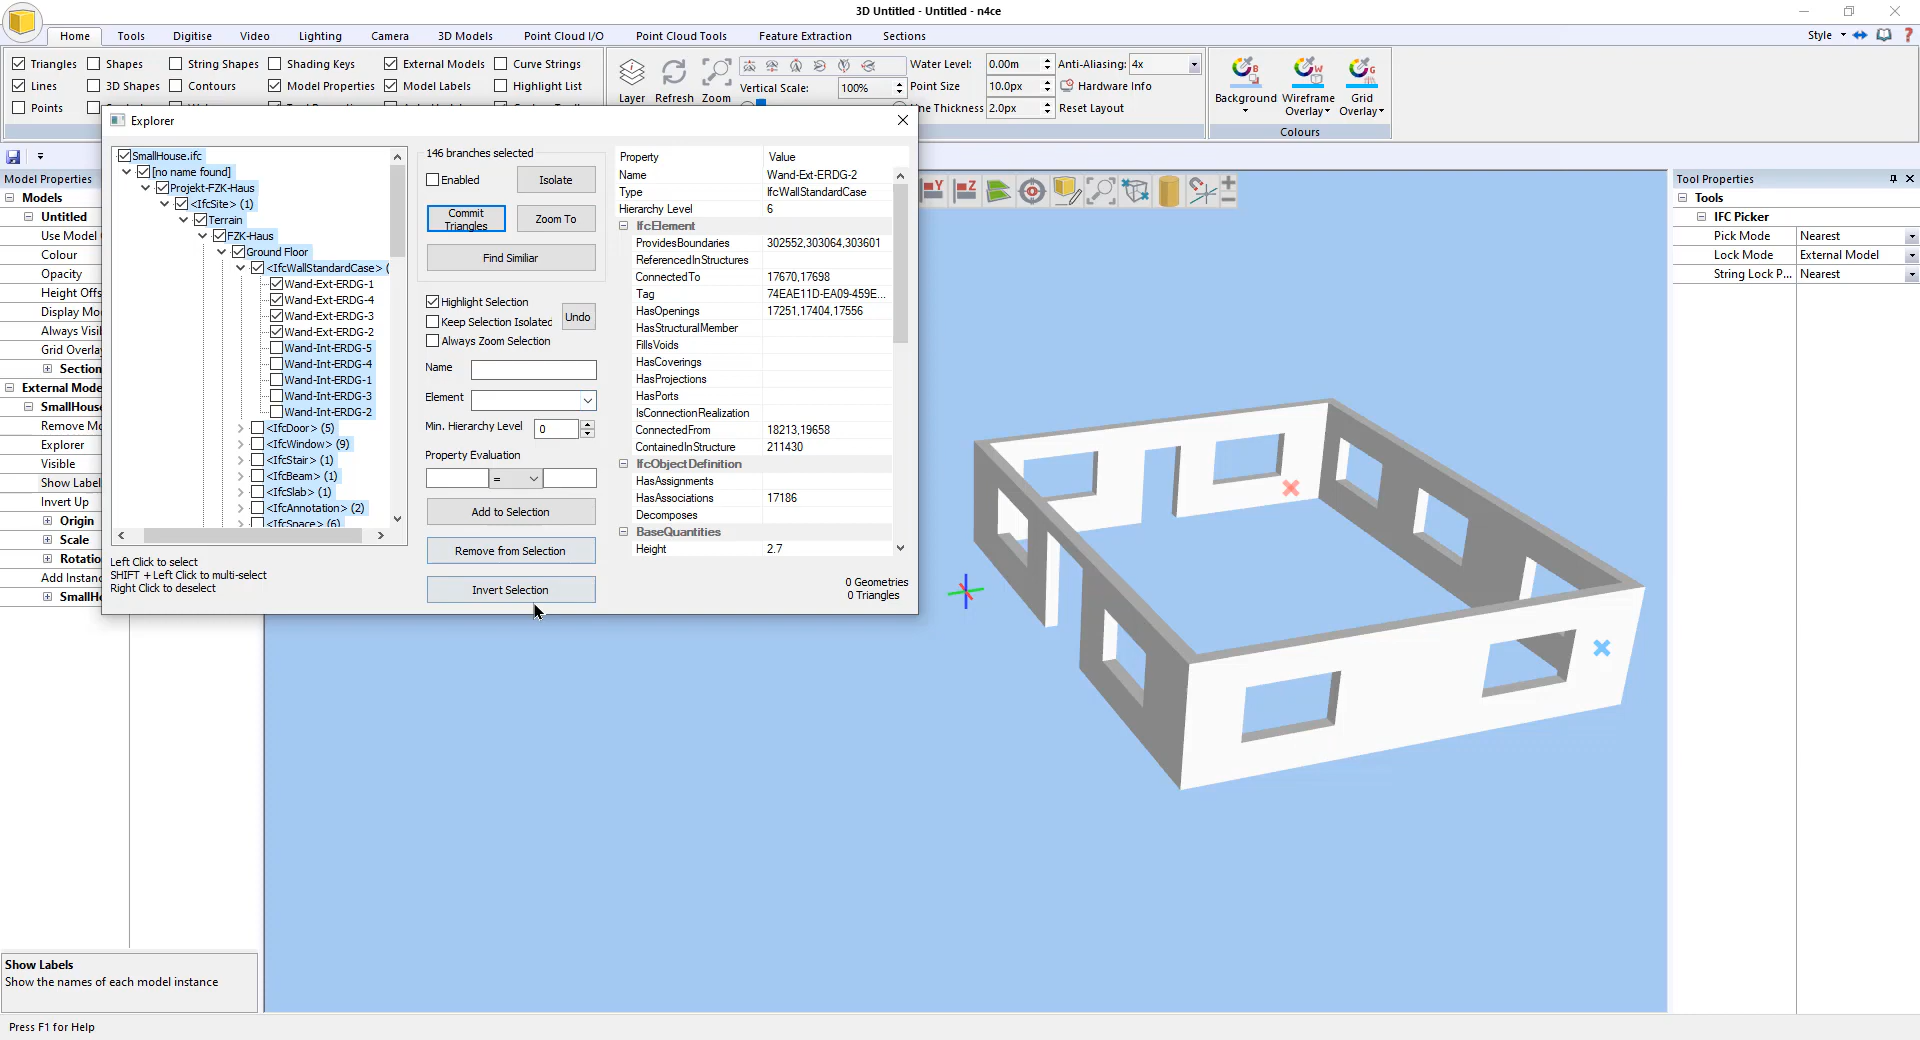 3D Untitled - Untitled - n4ce
Home Tools Digitise Video Lighting Camera 3D Models Point Cloud I/O Point Cloud Tools Feature Extraction Sections Style
Triangles Shapes String Shapes Shading Keys External Models Curve Strings
Lines 3D Shapes Contours Model Properties Model Labels Highlight List
Points
Layer Refresh Zoom
Vertical Scale: 100%
Water Level: 0.00m Anti-Aliasing: 4x
Point Size 10.0px Hardware Info
ne Thickness 2.0px Reset Layout
Background Wireframe Overlay Grid Overlay
Colours
Explorer
Model Properties
Models
Untitled
Use Model
Colour
Opacity
Height Offs
Display Mo
Always Visi
Grid Overlay
Section
External Mode
SmallHouse
Remove Mo
Explorer
Visible
Show Label
Invert Up
Origin
Scale
Rotatio
Add Instanc
SmallHo
SmallHouse.ifc
[no name found]
Projekt-FZK-Haus
<IfcSite> (1)
Terrain
FZK-Haus
Ground Floor
<IfcWallStandardCase> (
Wand-Ext-ERDG-1
Wand-Ext-ERDG-4
Wand-Ext-ERDG-3
Wand-Ext-ERDG-2
Wand-Int-ERDG-5
Wand-Int-ERDG-4
Wand-Int-ERDG-1
Wand-Int-ERDG-3
Wand-Int-ERDG-2
<IfcDoor> (5)
<IfcWindow> (9)
<IfcStair> (1)
<IfcBeam> (1)
<IfcSlab> (1)
<IfcAnnotation> (2)
<IfcSpace> (6)
Left Click to select
SHIFT + Left Click to multi-select
Right Click to deselect
146 branches selected
Enabled Isolate
Commit Triangles Zoom To
Find Similiar
Highlight Selection
Keep Selection Isolated Undo
Always Zoom Selection
Name
Element
Min. Hierarchy Level 0
Property Evaluation
=
Add to Selection
Remove from Selection
Invert Selection
Property Value
Name Wand-Ext-ERDG-2
Type IfcWallStandardCase
Hierarchy Level 6
IfcElement
ProvidesBoundaries 302552,303064,303601
ReferencedInStructures
ConnectedTo 17670,17698
Tag 74EAE11D-EA09-459E...
HasOpenings 17251,17404,17556
HasStructuralMember
FillsVoids
HasCoverings
HasProjections
HasPorts
IsConnectionRealization
ConnectedFrom 18213,19658
ContainedInStructure 211430
IfcObjectDefinition
HasAssignments
HasAssociations 17186
Decomposes
BaseQuantities
Height 2.7
0 Geometries
0 Triangles
Y Z
Tool Properties
Tools
IFC Picker
Pick Mode Nearest
Lock Mode External Model
String Lock P... Nearest
Show Labels
Show the names of each model instance
Press F1 for Help